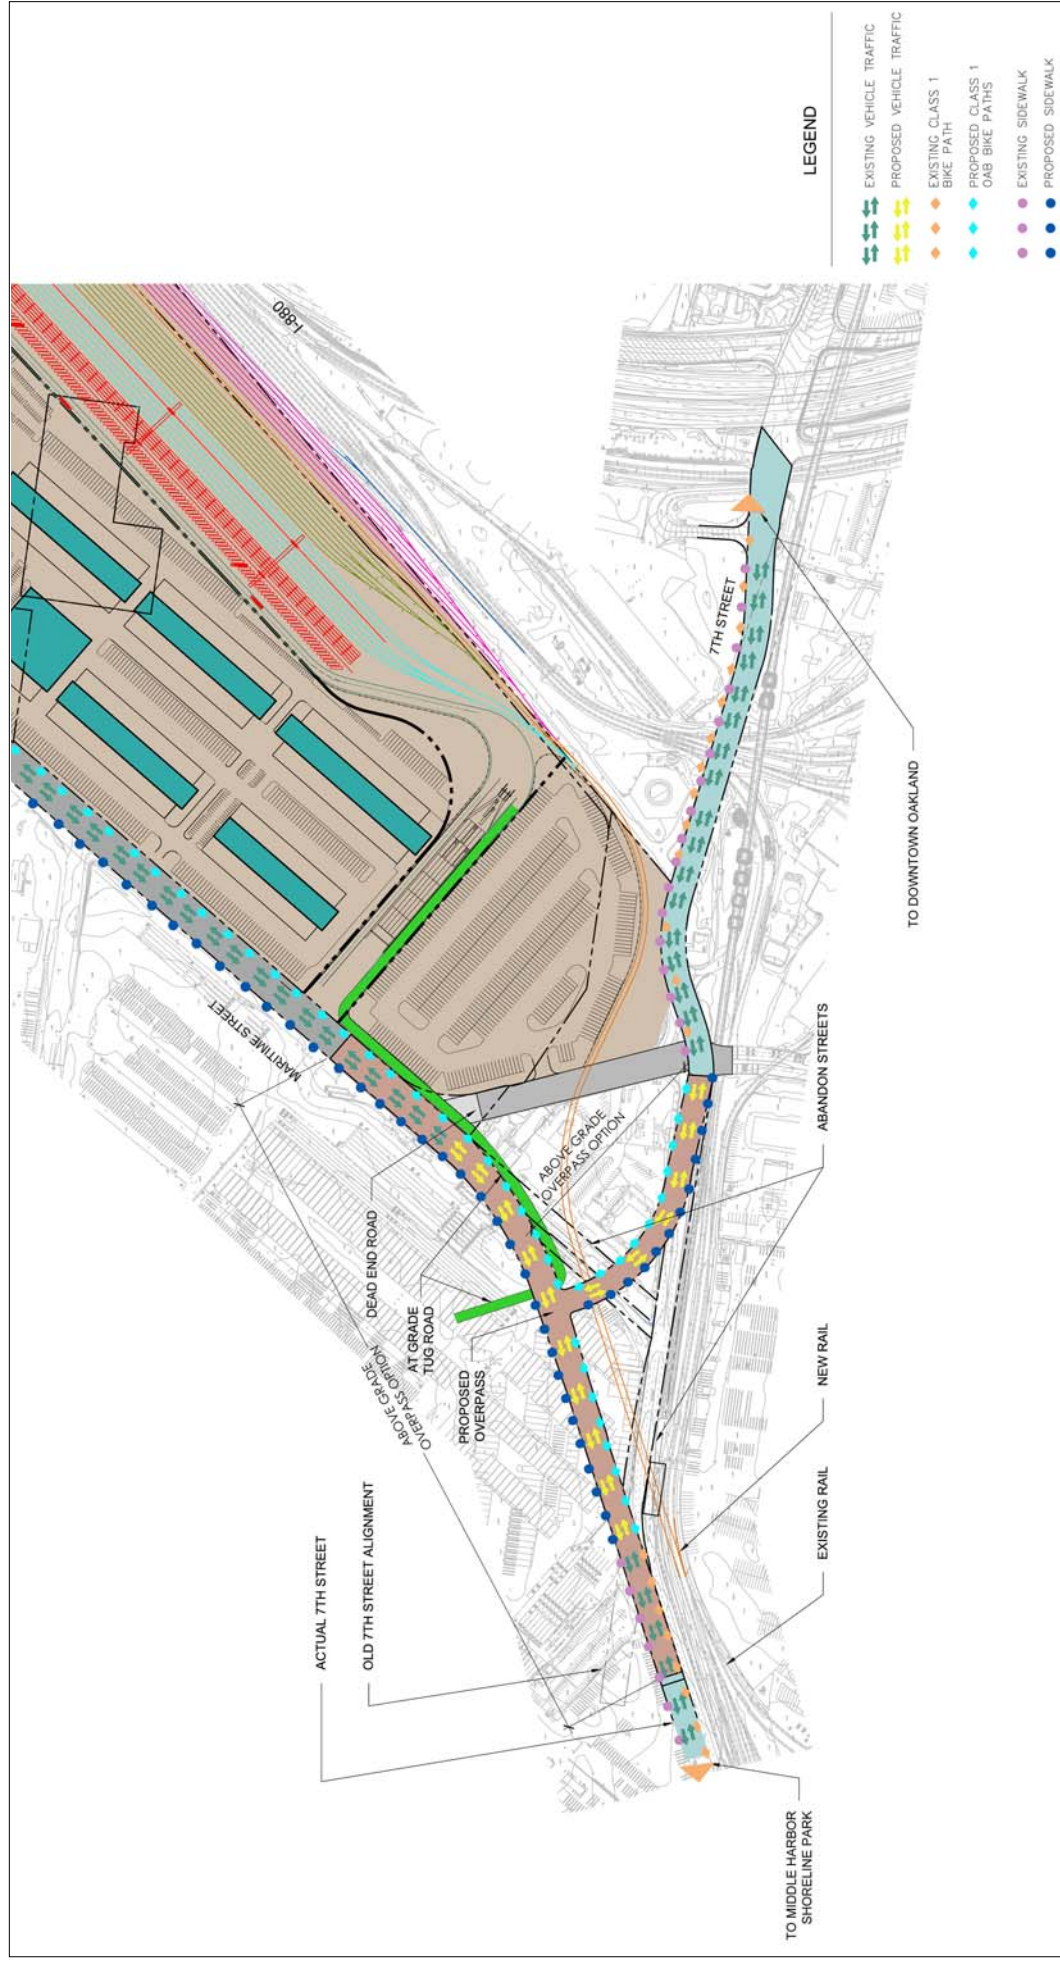 I-880
7TH STREET
MARITIME STREET
DEAD END ROAD
AT GRADE
TUG ROAD
PROPOSED
OVERPASS
ABOVE GRADE
OVERPASS OPTION
ABOVE GRADE
OVERPASS OPTION
ACTUAL 7TH STREET
OLD 7TH STREET ALIGNMENT
TO MIDDLE HARBOR
SHORELINE PARK
EXISTING RAIL
NEW RAIL
ABANDON STREETS
TO DOWNTOWN OAKLAND
LEGEND
EXISTING VEHICLE TRAFFIC
PROPOSED VEHICLE TRAFFIC
EXISTING CLASS 1
BIKE PATH
PROPOSED CLASS 1
OAB BIKE PATHS
EXISTING SIDEWALK
PROPOSED SIDEWALK